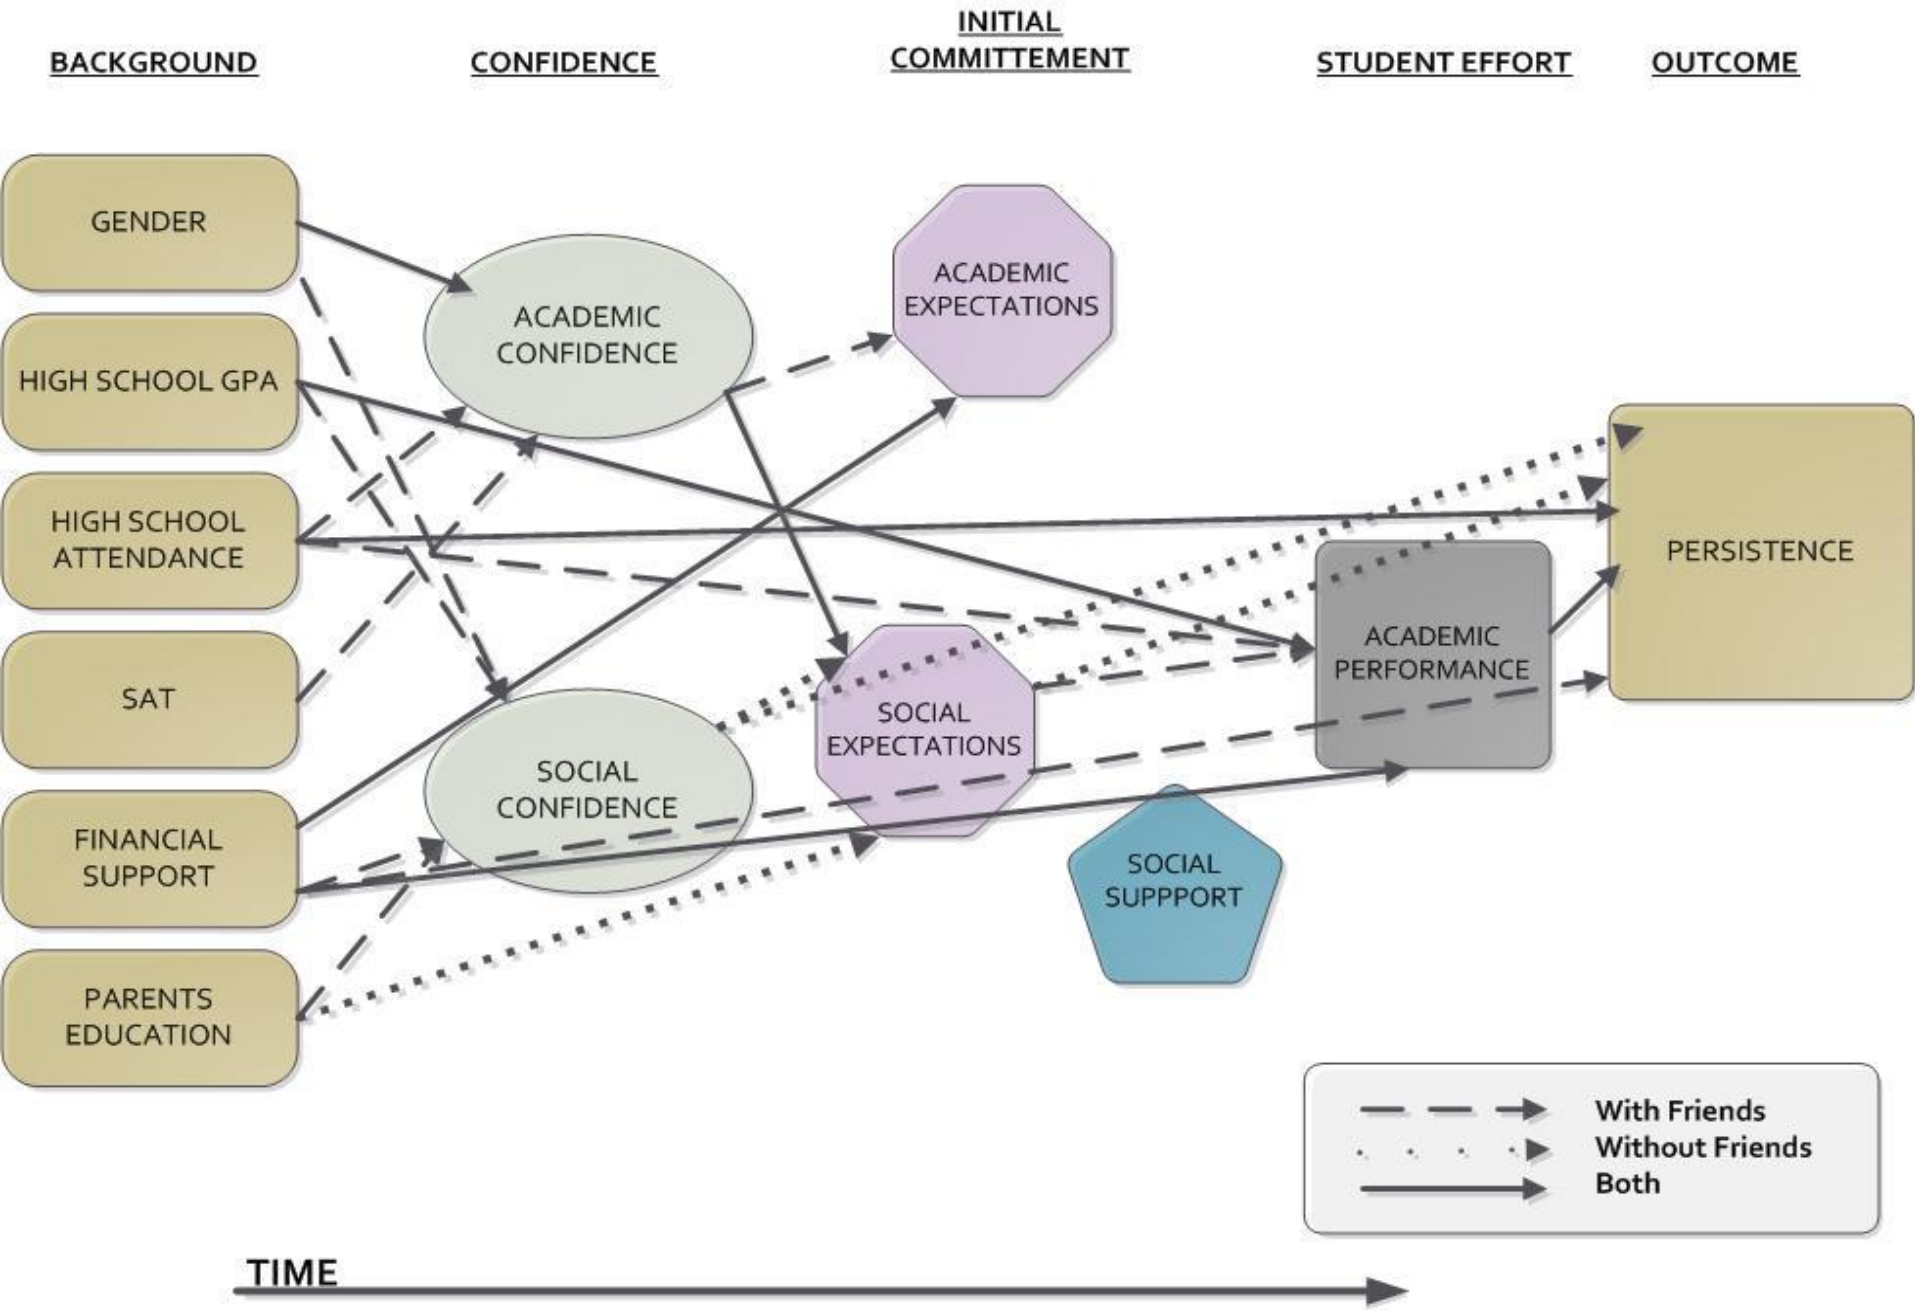 BACKGROUND
CONFIDENCE
INITIAL
COMMITTEMENT
STUDENT EFFORT
OUTCOME
GENDER
HIGH SCHOOL GPA
HIGH SCHOOL
ATTENDANCE
SAT
FINANCIAL
SUPPORT
PARENTS
EDUCATION
ACADEMIC
CONFIDENCE
SOCIAL
CONFIDENCE
ACADEMIC
EXPECTATIONS
SOCIAL
EXPECTATIONS
SOCIAL
SUPPPORT
ACADEMIC
PERFORMANCE
PERSISTENCE
With Friends
Without Friends
Both
TIME